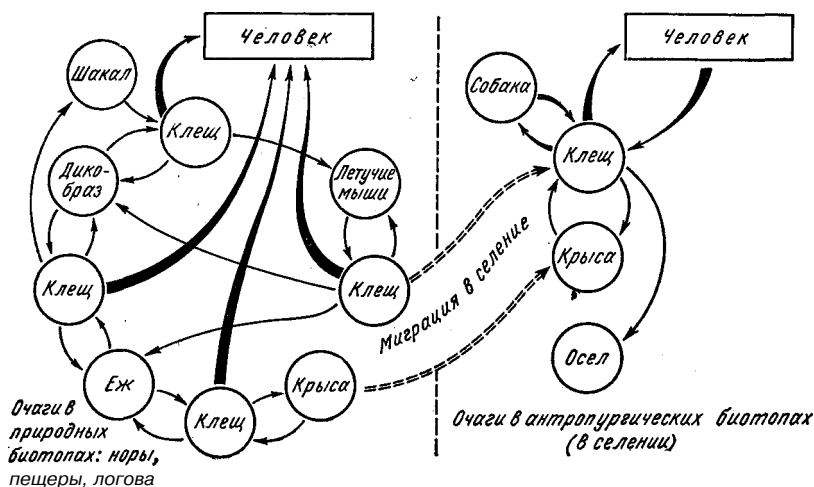 Человек
Шакал
Клещ
Дико-
браз
Летучие
мыши
Клещ
Клещ
Еж
Клещ
Крыса
Миграция в селение
Очаги в
природных
биотопах: норы,
пещеры, логова
Человек
Собака
Клещ
Крыса
Осел
Очаги в антропургических биотопах
(в селении)